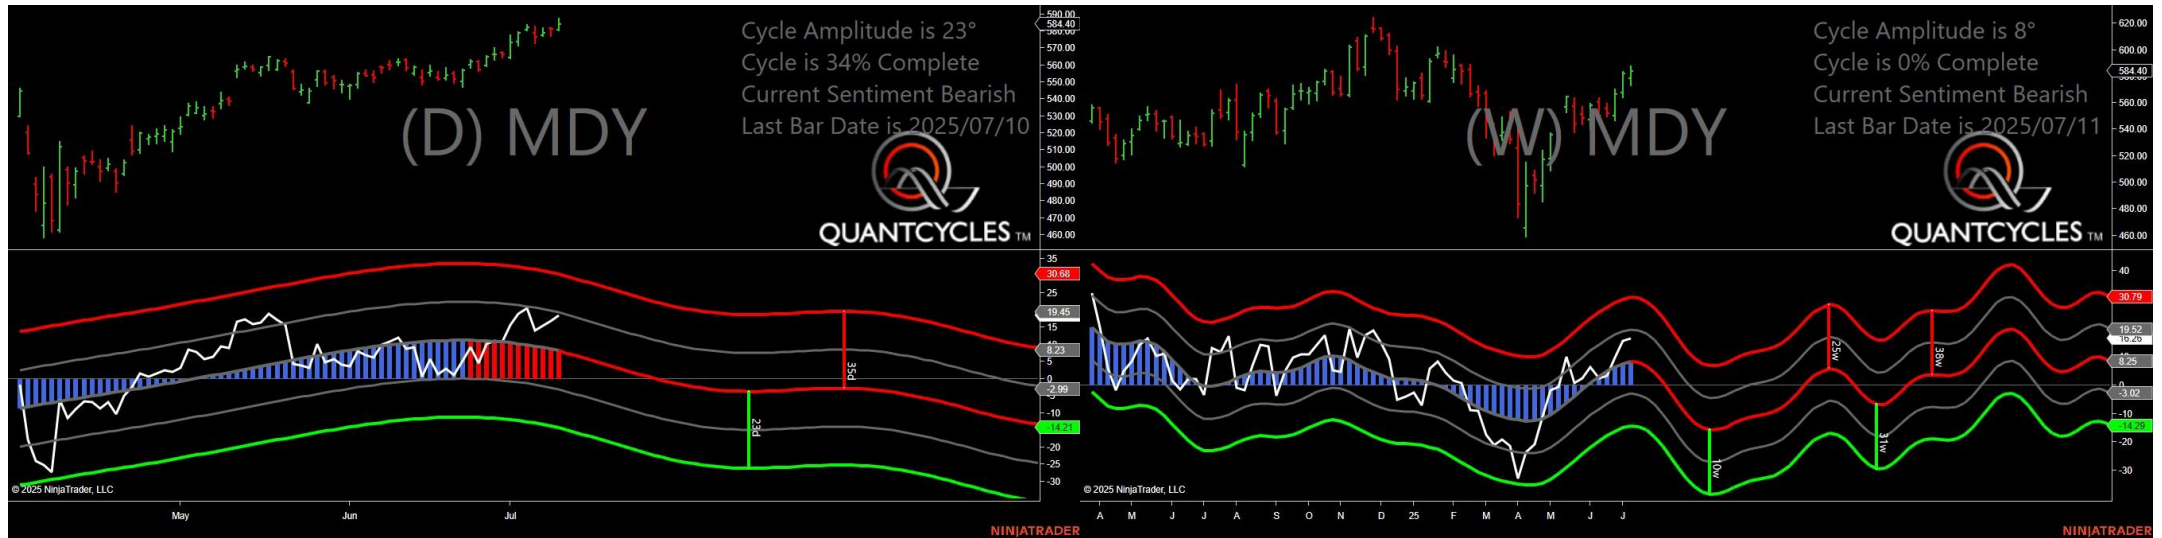 Cycle Amplitude is 23°
Cycle is 34% Complete
Current Sentiment Bearish
Last Bar Date is 2025/07/10
(D) MDY
QUANTCYCLES TM
590.00
584.40
580.00
570.00
560.00
550.00
540.00
530.00
520.00
510.00
500.00
490.00
480.00
470.00
460.00
35
30.68
25
19.45
15
8.23
5
0
-2.99
-10
-14.21
-20
-25
-30
35d
23d
© 2025 NinjaTrader, LLC
May Jun Jul
NINJATRADER
Cycle Amplitude is 8°
Cycle is 0% Complete
Current Sentiment Bearish
Last Bar Date is 2025/07/11
(W) MDY
QUANTCYCLES TM
620.00
600.00
584.40
560.00
540.00
520.00
500.00
480.00
460.00
40
30.79
19.52
16.26
8.25
0
-3.02
-10
-14.29
-20
-30
25w
38w
10w
31w
© 2025 NinjaTrader, LLC
A M J J A S O N D 25 F M A M J J
NINJATRADER